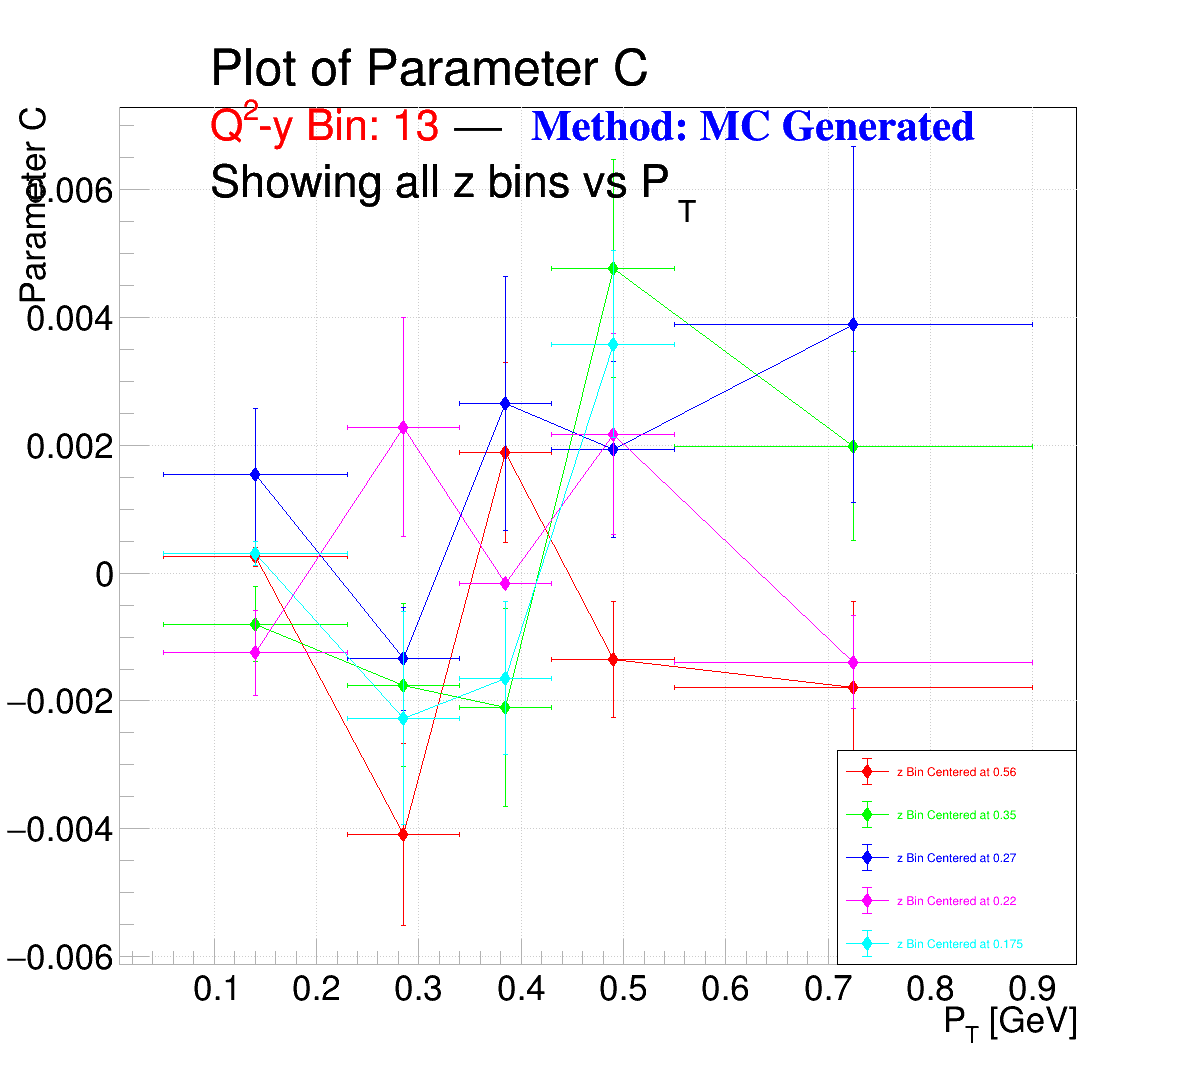 Plot of Parameter C
Q²-y Bin: 13 — Method: MC Generated
Showing all z bins vs P_T
Parameter C
0.006
0.004
0.002
0
−0.002
−0.004
−0.006
0.1 0.2 0.3 0.4 0.5 0.6 0.7 0.8 0.9
P_T [GeV]
z Bin Centered at 0.56
z Bin Centered at 0.35
z Bin Centered at 0.27
z Bin Centered at 0.22
z Bin Centered at 0.175